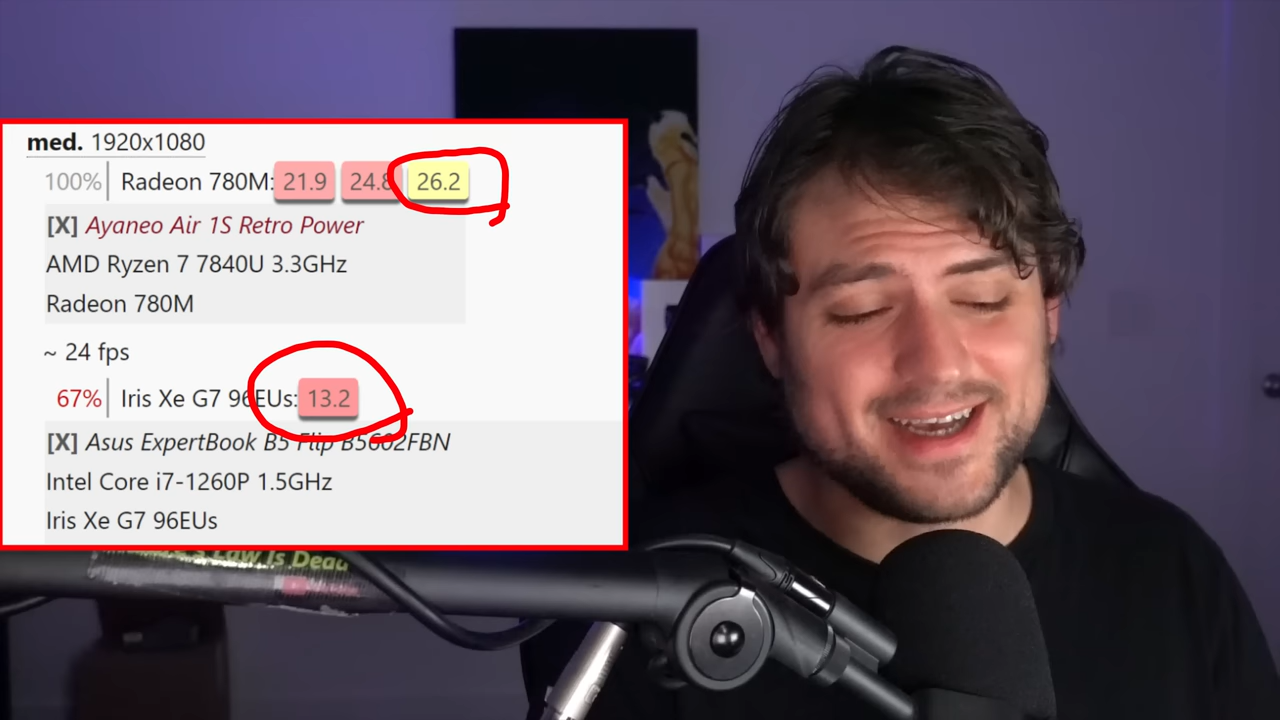 med. 1920x1080
100% Radeon 780M: 21.9 24.8 26.2
[X] Ayaneo Air 1S Retro Power
AMD Ryzen 7 7840U 3.3GHz
Radeon 780M
~ 24 fps
67% Iris Xe G7 96EUs: 13.2
[X] Asus ExpertBook B5 Flip B5602FBN
Intel Core i7-1260P 1.5GHz
Iris Xe G7 96EUs
Law Is Dead